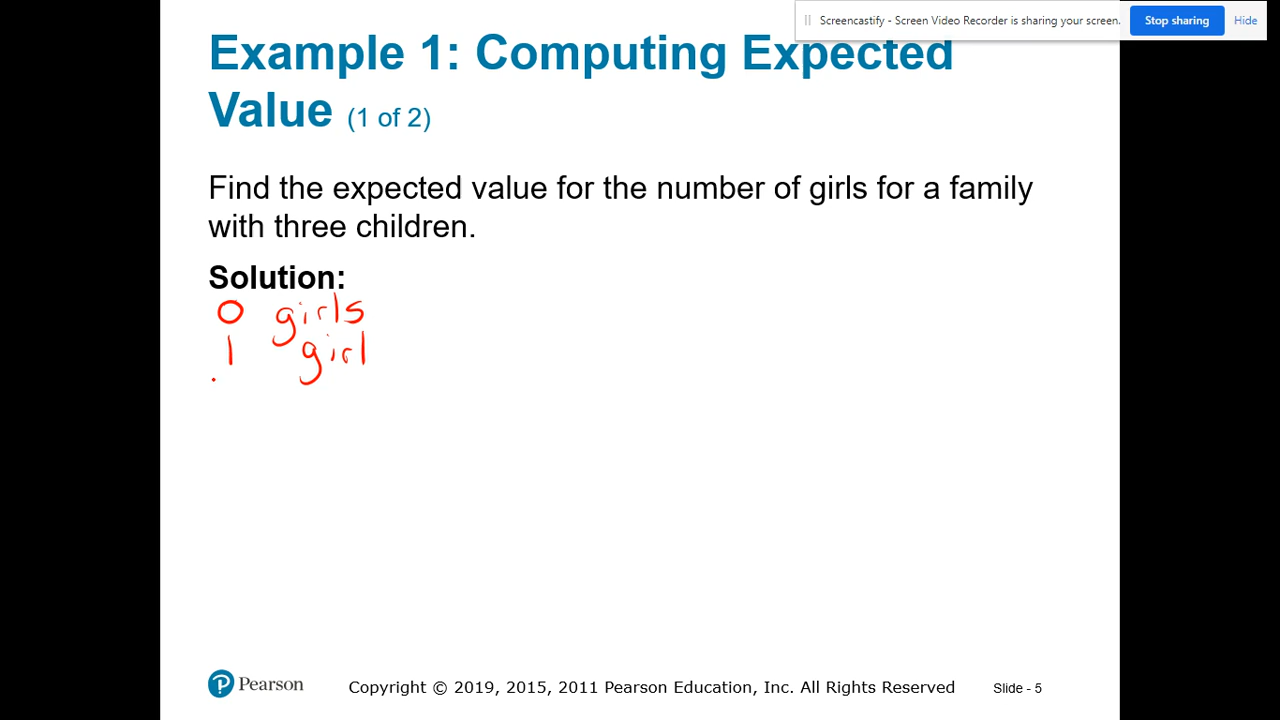 Screencastify - Screen Video Recorder is sharing your screen.
Stop sharing
Hide
Example 1: Computing Expected
Value (1 of 2)
Find the expected value for the number of girls for a family
with three children.
Solution:
0 girls
1 girl
Pearson
Copyright © 2019, 2015, 2011 Pearson Education, Inc. All Rights Reserved
Slide - 5